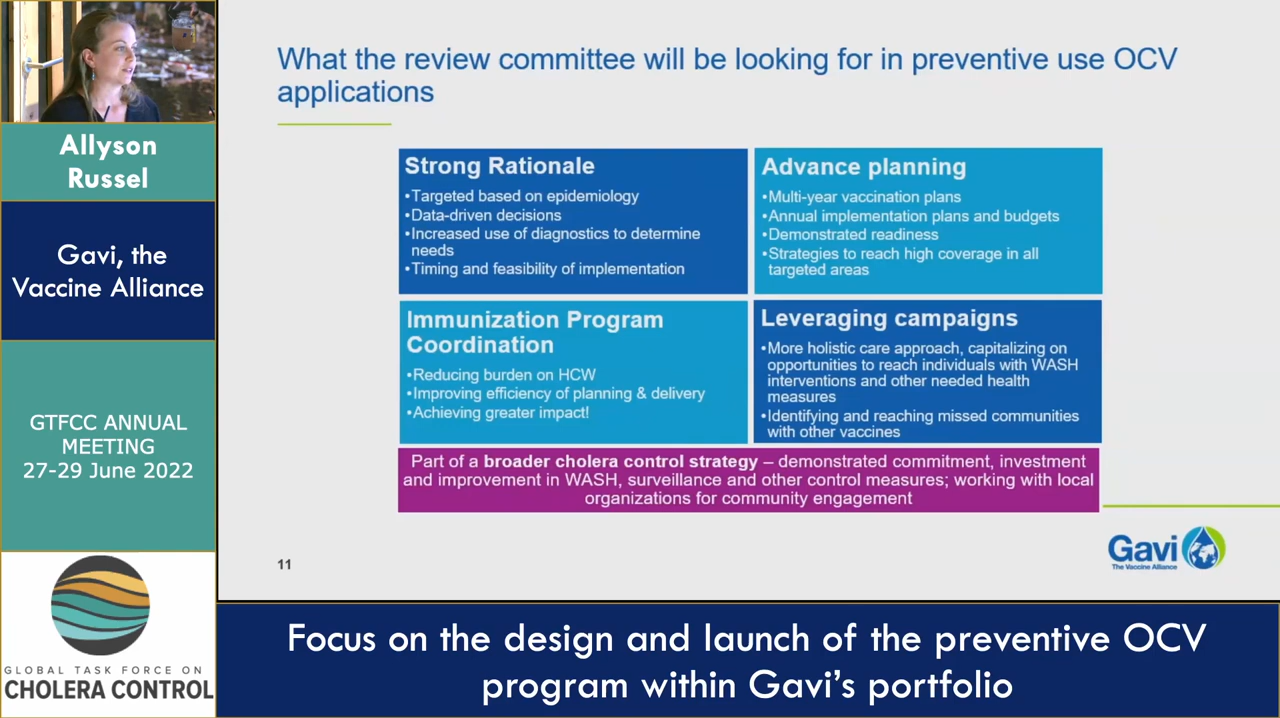 Allyson
Russel
Gavi, the
Vaccine Alliance
GTFCC ANNUAL
MEETING
27-29 June 2022
GLOBAL TASK FORCE ON
CHOLERA CONTROL
What the review committee will be looking for in preventive use OCV
applications
Strong Rationale
•Targeted based on epidemiology
•Data-driven decisions
•Increased use of diagnostics to determine
needs
•Timing and feasibility of implementation
Advance planning
•Multi-year vaccination plans
•Annual implementation plans and budgets
•Demonstrated readiness
•Strategies to reach high coverage in all
targeted areas
Immunization Program
Coordination
•Reducing burden on HCW
•Improving efficiency of planning & delivery
•Achieving greater impact!
Leveraging campaigns
•More holistic care approach, capitalizing on
opportunities to reach individuals with WASH
interventions and other needed health
measures
•Identifying and reaching missed communities
with other vaccines
Part of a broader cholera control strategy – demonstrated commitment, investment
and improvement in WASH, surveillance and other control measures; working with local
organizations for community engagement
11
Gavi
The Vaccine Alliance
Focus on the design and launch of the preventive OCV
program within Gavi's portfolio